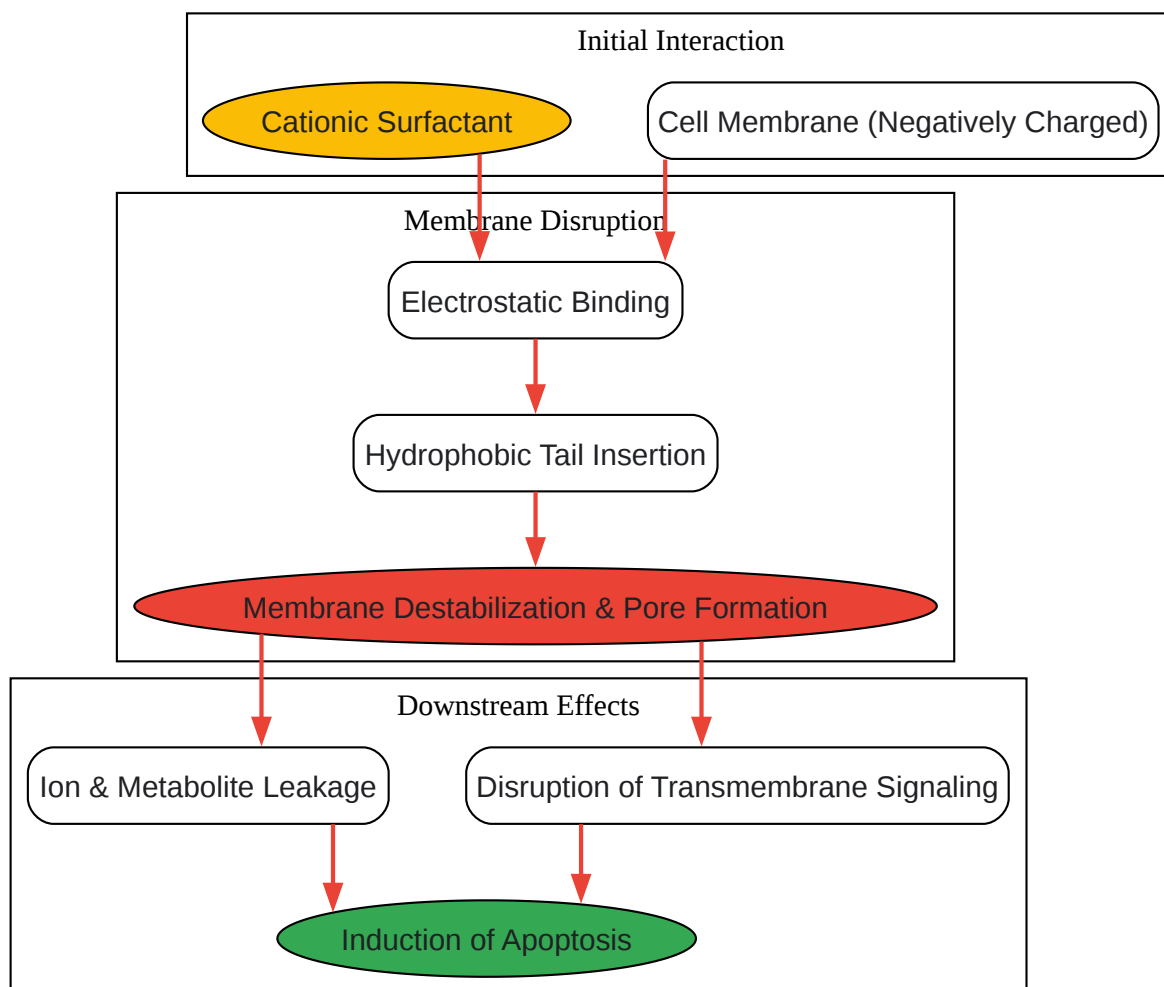 Initial Interaction
Cationic Surfactant
Cell Membrane (Negatively Charged)
Membrane Disruption
Electrostatic Binding
Hydrophobic Tail Insertion
Membrane Destabilization & Pore Formation
Downstream Effects
Ion & Metabolite Leakage
Disruption of Transmembrane Signaling
Induction of Apoptosis